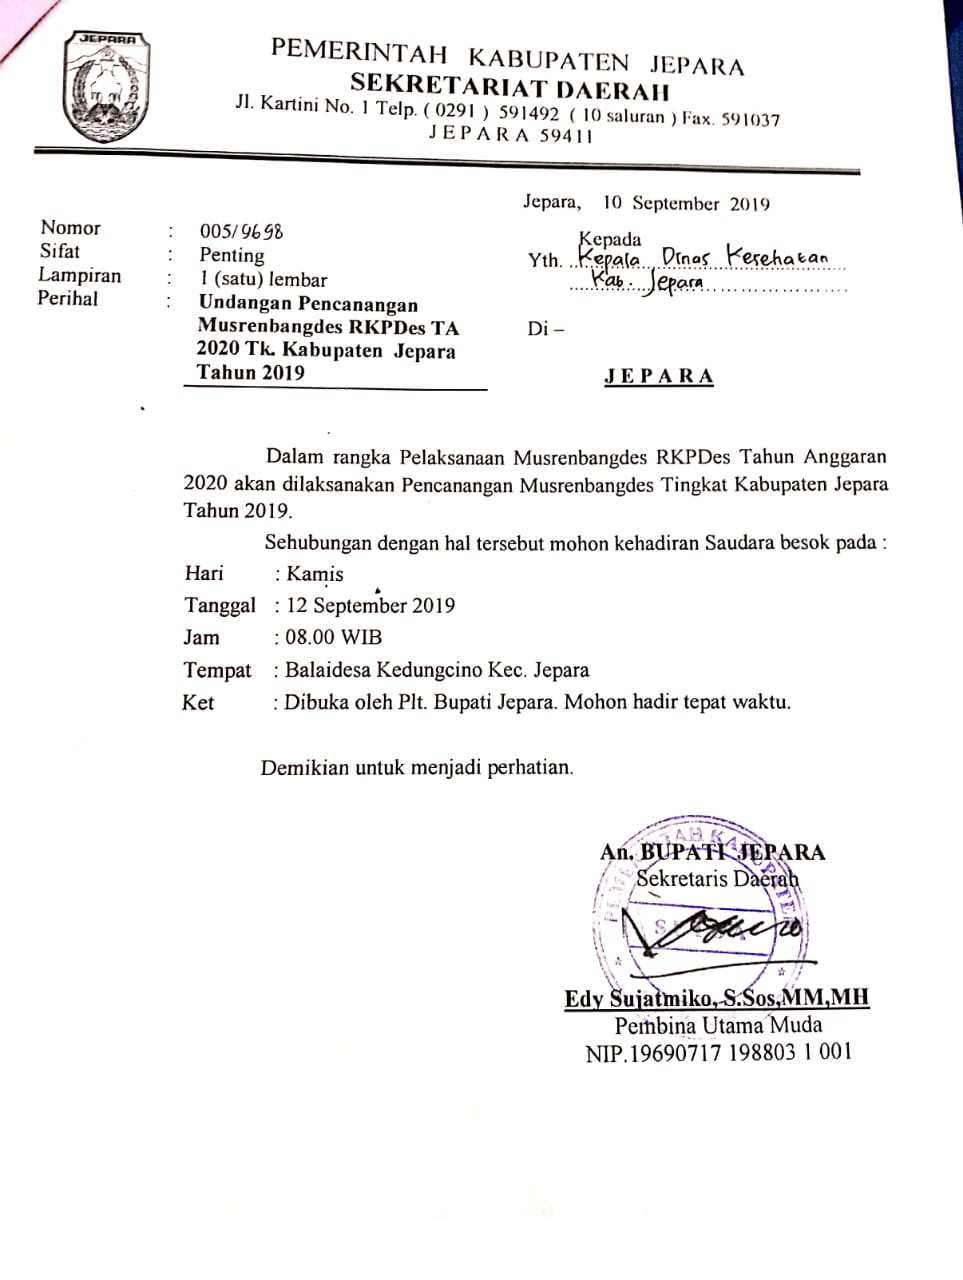 JEPARA
PEMERINTAH KABUPATEN JEPARA
SEKRETARIAT DAERAH
Jl. Kartini No. 1 Telp. ( 0291 ) 591492 ( 10 saluran ) Fax. 591037
J E P A R A 59411
Jepara, 10 September 2019
Nomor : 005/9698
Sifat : Penting
Lampiran : 1 (satu) lembar
Perihal : Undangan Pencanangan
Musrenbangdes RKPDes TA
2020 Tk. Kabupaten Jepara
Tahun 2019
Kepada
Yth. Kepala Dinas Kesehatan
Kab. Jepara
Di –
J E P A R A
Dalam rangka Pelaksanaan Musrenbangdes RKPDes Tahun Anggaran
2020 akan dilaksanakan Pencanangan Musrenbangdes Tingkat Kabupaten Jepara
Tahun 2019.
Sehubungan dengan hal tersebut mohon kehadiran Saudara besok pada :
Hari : Kamis
Tanggal : 12 September 2019
Jam : 08.00 WIB
Tempat : Balaidesa Kedungcino Kec. Jepara
Ket : Dibuka oleh Plt. Bupati Jepara. Mohon hadir tepat waktu.
Demikian untuk menjadi perhatian.
An. BUPATI JEPARA
Sekretaris Daerah
Edy Sujatmiko, S.Sos,MM,MH
Pembina Utama Muda
NIP.19690717 198803 1 001